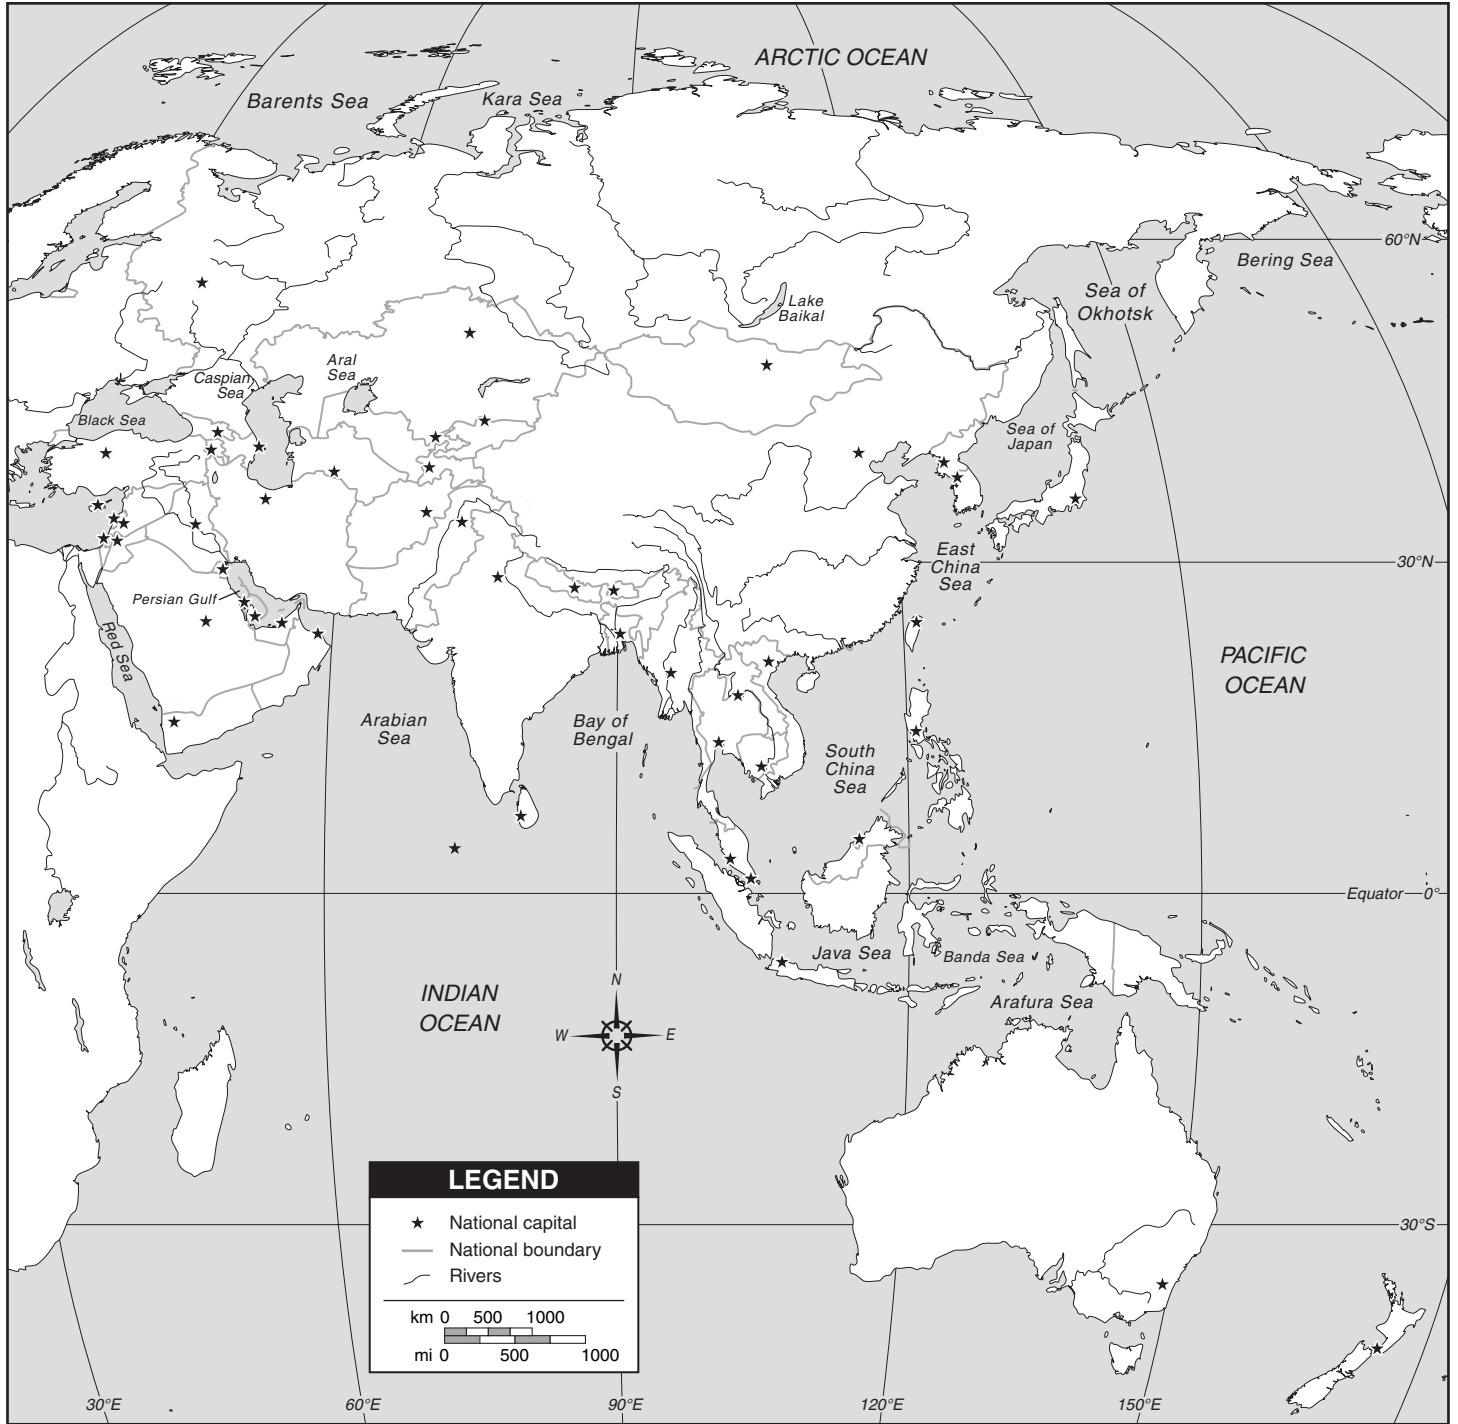 ARCTIC OCEAN
Barents Sea
Kara Sea
60°N
Bering Sea
Sea of
Okhotsk
Lake
Baikal
Aral
Sea
Caspian
Sea
Black Sea
Sea of
Japan
East
China
Sea
30°N
Persian Gulf
Red Sea
PACIFIC
OCEAN
Arabian
Sea
Bay of
Bengal
South
China
Sea
Equator
0°
Java Sea
Banda Sea
Arafura Sea
INDIAN
OCEAN
N
W
E
S
LEGEND
National capital
National boundary
Rivers
km 0 500 1000
mi 0 500 1000
30°S
30°E
60°E
90°E
120°E
150°E